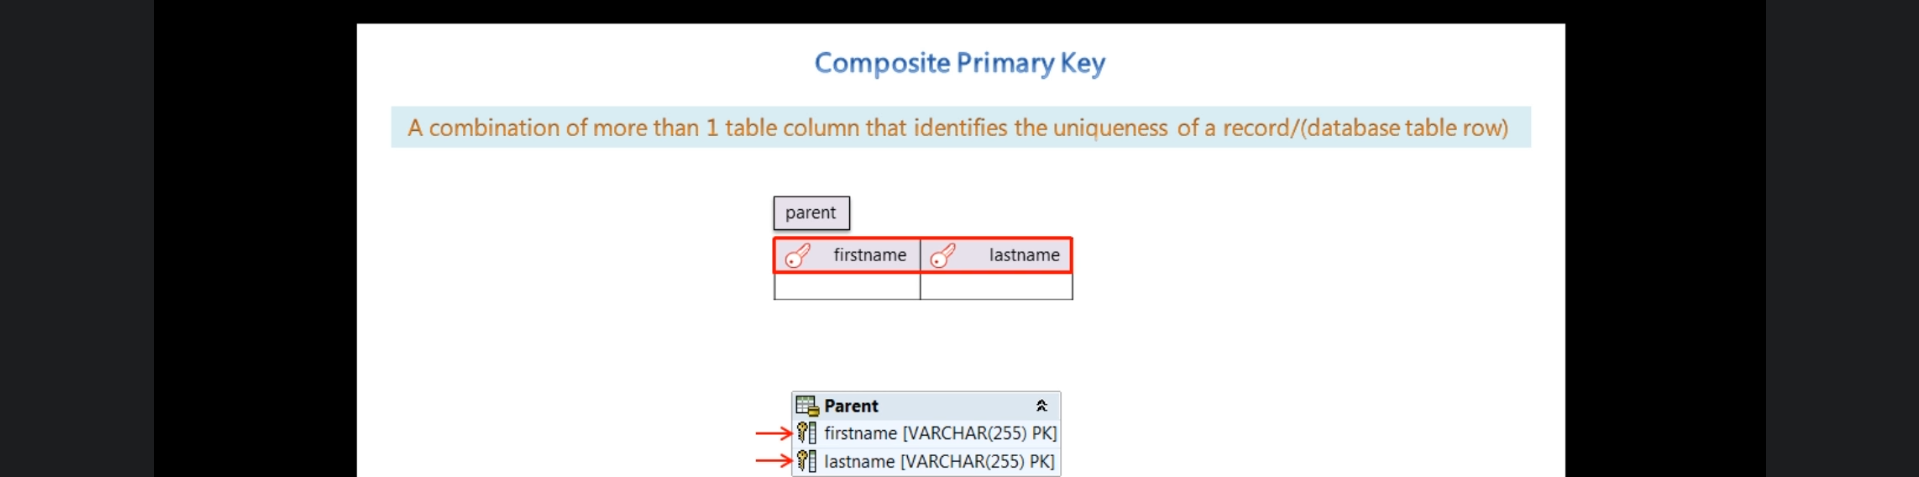 Composite Primary Key
A combination of more than 1 table column that identifies the uniqueness of a record/(database table row)
parent
firstname lastname
Parent
firstname [VARCHAR(255) PK]
lastname [VARCHAR(255) PK]